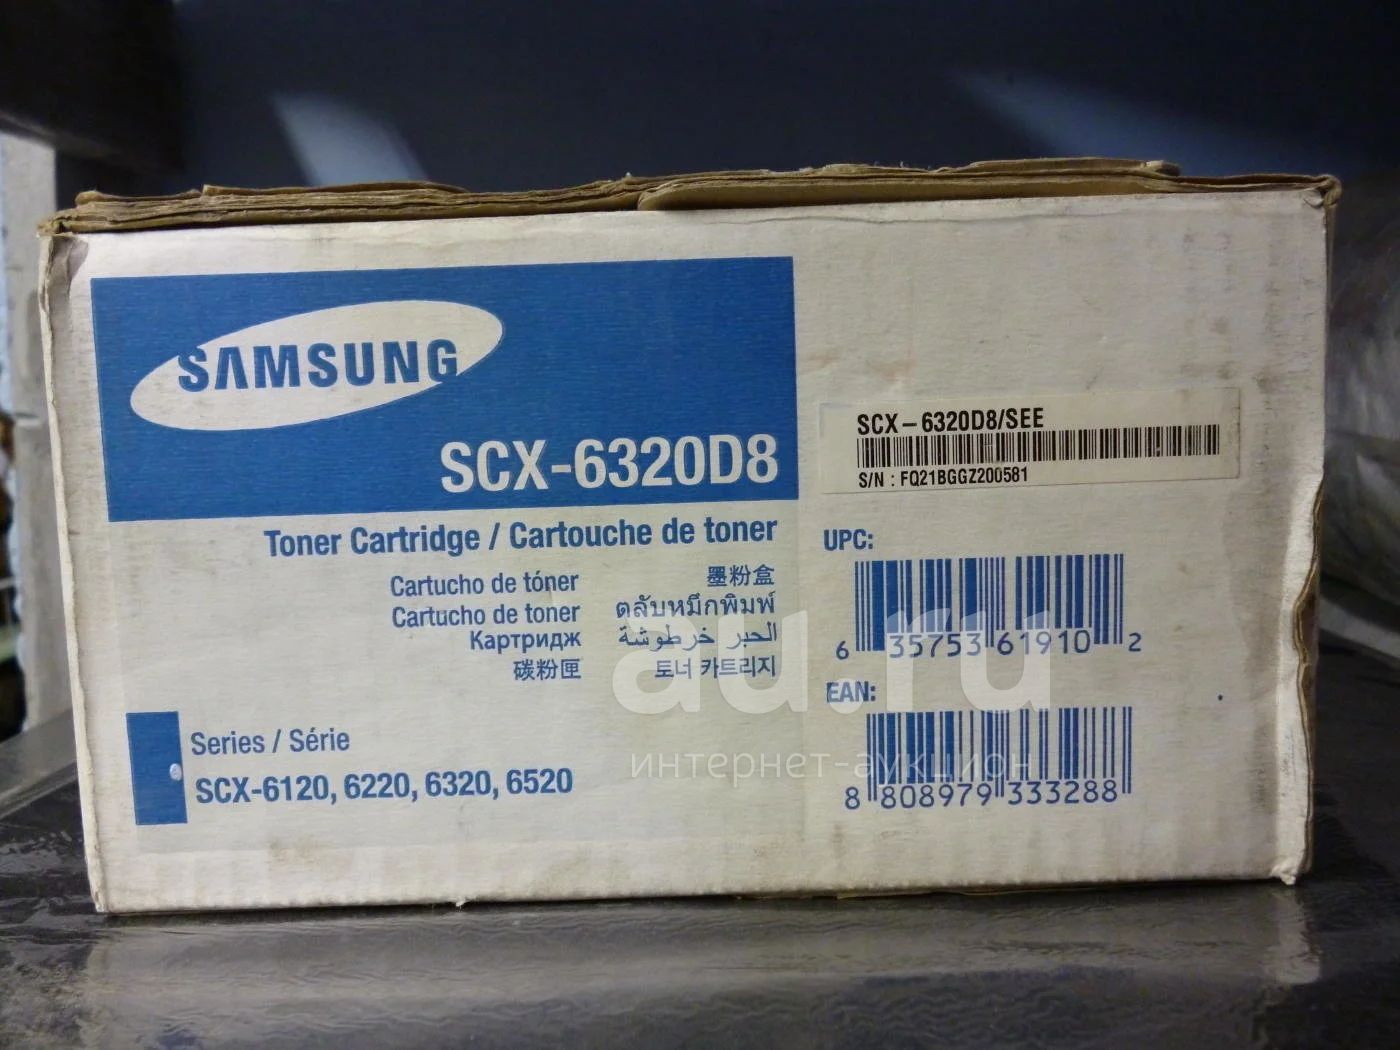 SAMSUNG
SCX-6320D8
Toner Cartridge / Cartouche de toner
Cartucho de tóner
Cartucho de toner
Картридж
碳粉匣
墨粉盒
ตลับหมึกพิมพ์
الحبر خرطوشة
토너 카트리지
Series / Série
SCX-6120, 6220, 6320, 6520
SCX-6320D8/SEE
S/N : FQ21BGGZ200581
UPC:
6 35753 61910 2
EAN:
8 808979 333288
au.ru
интернет-аукцион